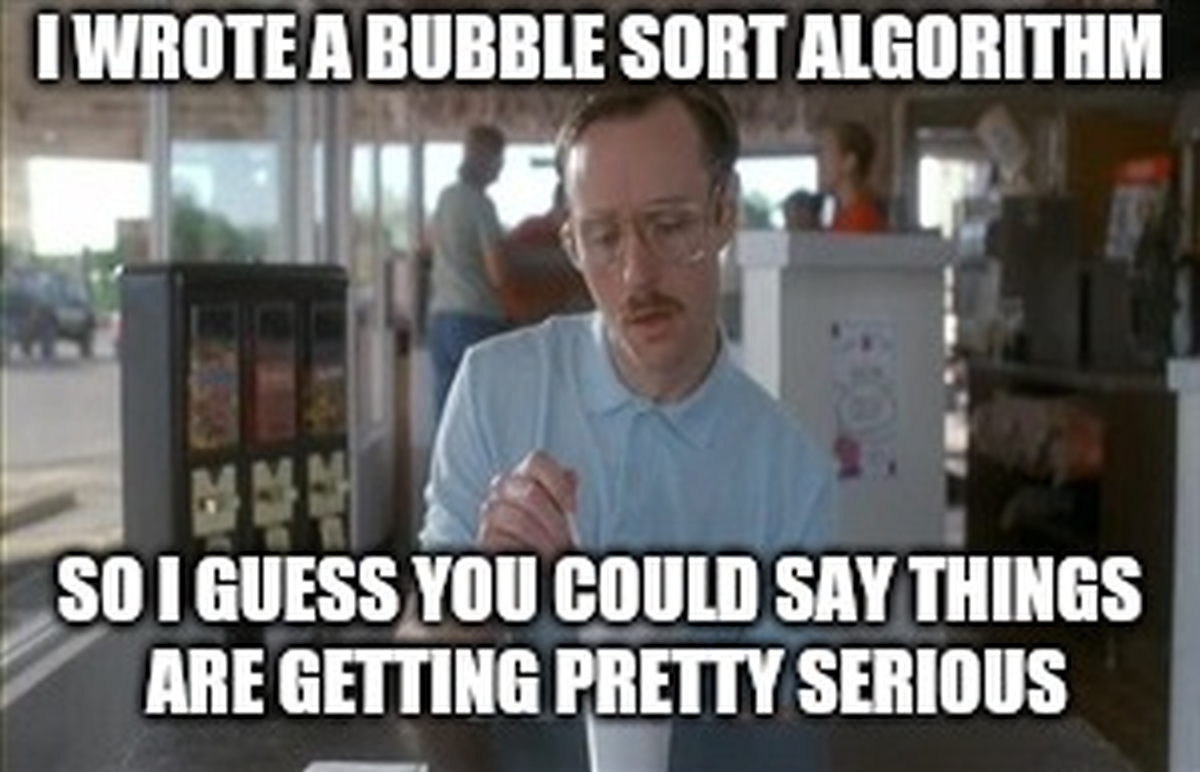 I WROTE A BUBBLE SORT ALGORITHM
SO I GUESS YOU COULD SAY THINGS
ARE GETTING PRETTY SERIOUS